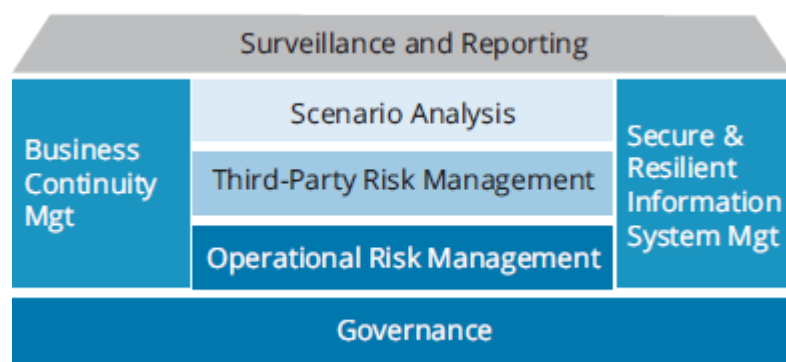 Surveillance and Reporting
Business
Continuity
Mgt
Scenario Analysis
Third-Party Risk Management
Operational Risk Management
Secure &
Resilient
Information
System Mgt
Governance